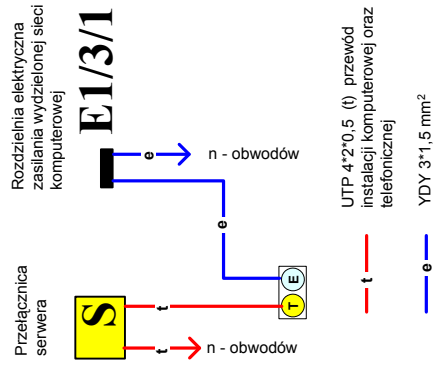 Przełącznica
serwera
S
t
t
n - obwodów
Rozdzielnia elektryczna
zasilania wydzielonej sieci
komputerowej
E1/3/1
e
n - obwodów
e
T E
t
UTP 4*2*0,5 (t) przewód
instalacji komputerowej oraz
telefonicznej
e
YDY 3*1,5 mm²